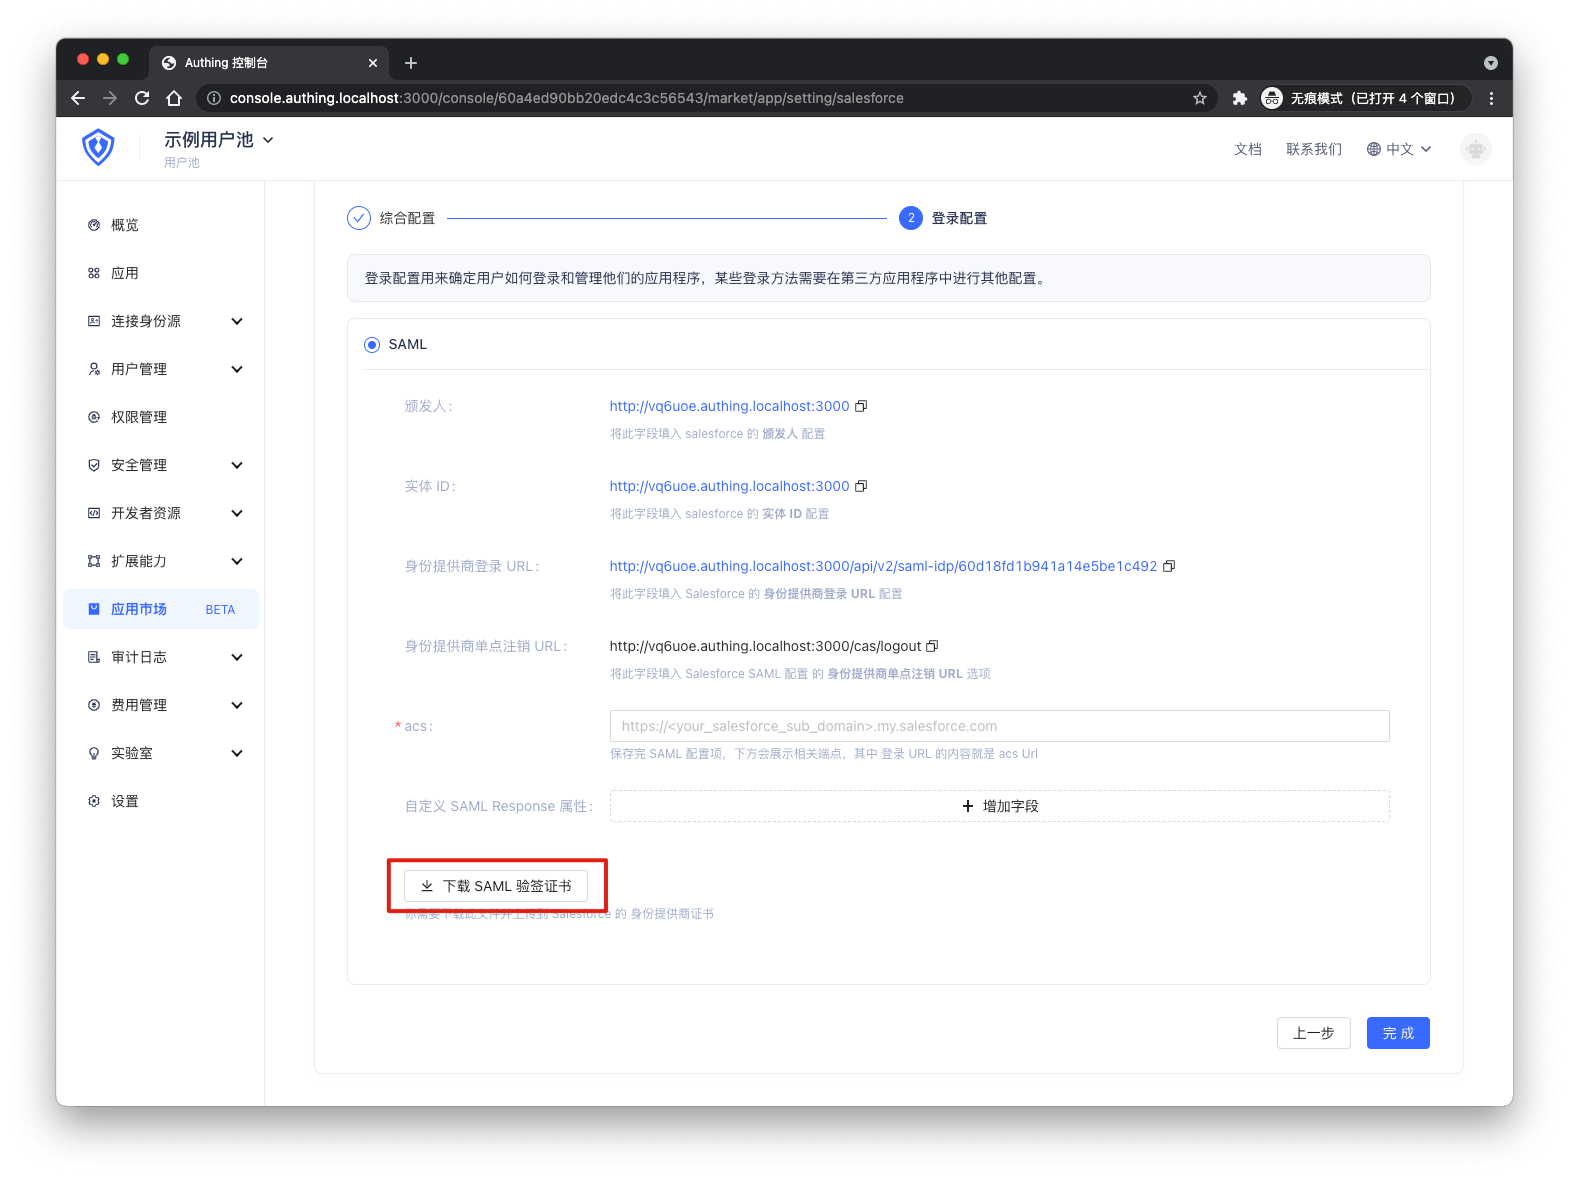 Authing 控制台
console.authing.localhost:3000/console/60a4ed90bb20edc4c3c56543/market/app/setting/salesforce
无痕模式（已打开 4 个窗口）
示例用户池
用户池
文档
联系我们
中文
概览
应用
连接身份源
用户管理
权限管理
安全管理
开发者资源
扩展能力
应用市场 BETA
审计日志
费用管理
实验室
设置
综合配置
2 登录配置
登录配置用来确定用户如何登录和管理他们的应用程序，某些登录方法需要在第三方应用程序中进行其他配置。
SAML
颁发人： http://vq6uoe.authing.localhost:3000
将此字段填入 salesforce 的 颁发人 配置
实体 ID： http://vq6uoe.authing.localhost:3000
将此字段填入 salesforce 的 实体 ID 配置
身份提供商登录 URL： http://vq6uoe.authing.localhost:3000/api/v2/saml-idp/60d18fd1b941a14e5be1c492
将此字段填入 Salesforce 的 身份提供商登录 URL 配置
身份提供商单点注销 URL： http://vq6uoe.authing.localhost:3000/cas/logout
将此字段填入 Salesforce SAML 配置 的 身份提供商单点注销 URL 选项
* acs： https://<your_salesforce_sub_domain>.my.salesforce.com
保存完 SAML 配置项，下方会展示相关端点，其中 登录 URL 的内容就是 acs Url
自定义 SAML Response 属性： + 增加字段
下载 SAML 验签证书
你需要下载此文件并上传到 Salesforce 的 身份提供商证书
上一步
完 成